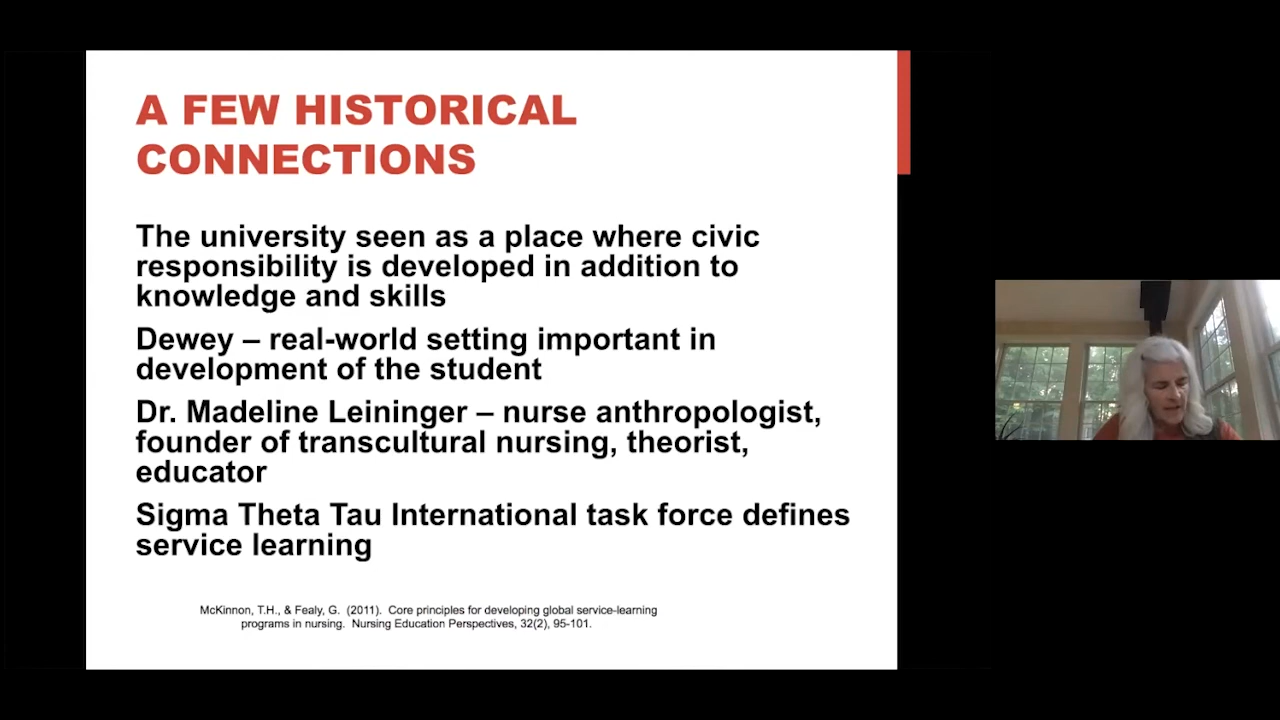 A FEW HISTORICAL
CONNECTIONS
The university seen as a place where civic
responsibility is developed in addition to
knowledge and skills
Dewey – real-world setting important in
development of the student
Dr. Madeline Leininger – nurse anthropologist,
founder of transcultural nursing, theorist,
educator
Sigma Theta Tau International task force defines
service learning
McKinnon, T.H., & Fealy, G. (2011). Core principles for developing global service-learning
programs in nursing. Nursing Education Perspectives, 32(2), 95-101.